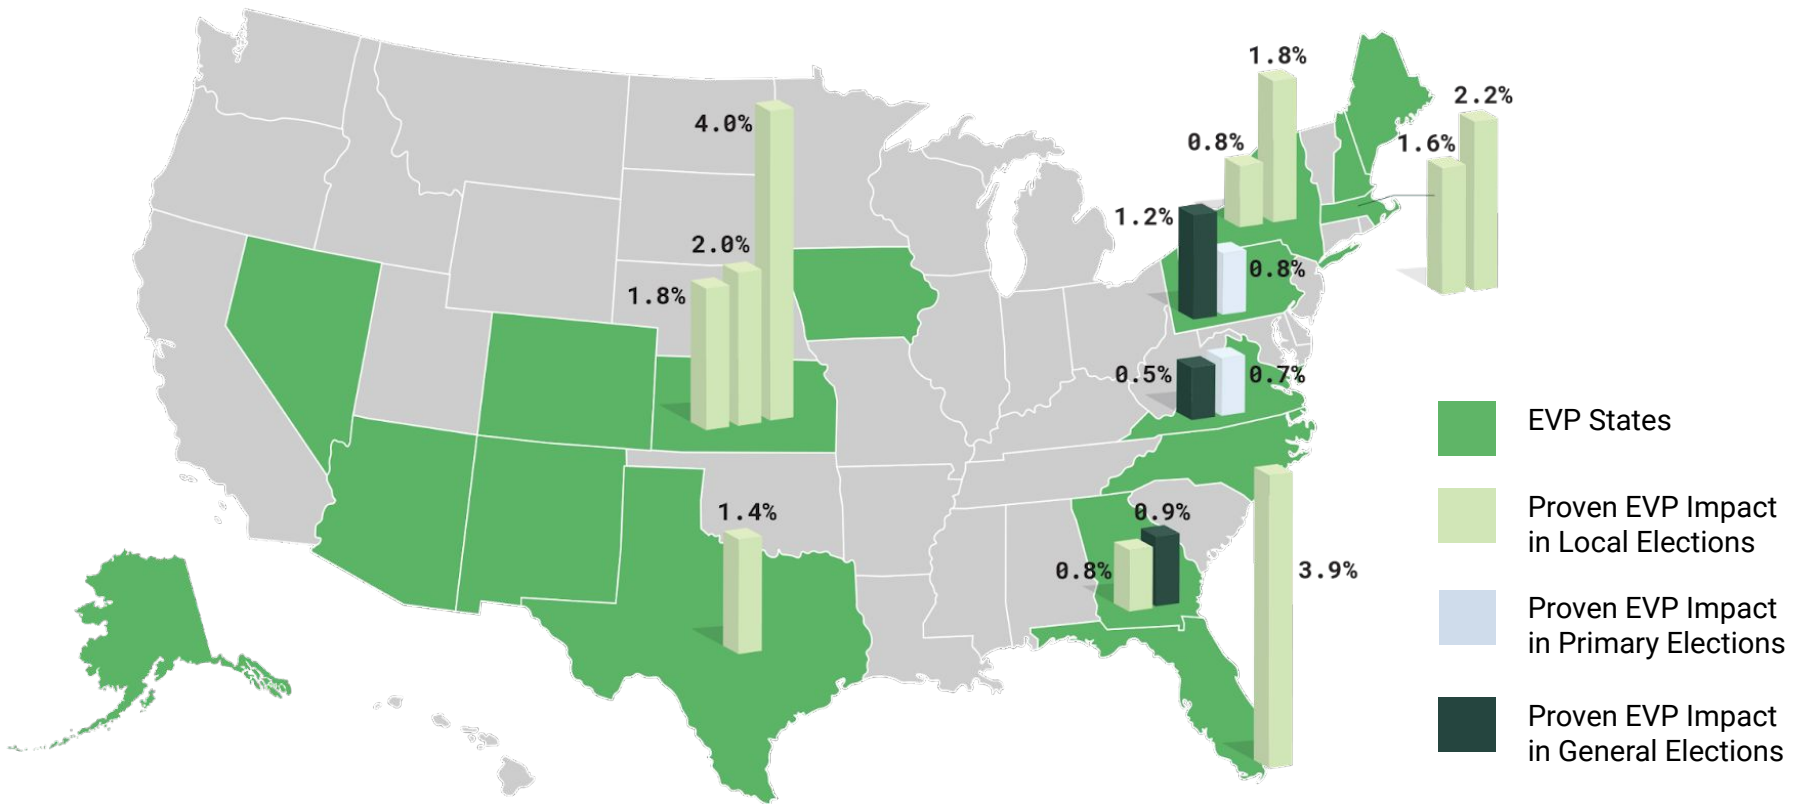 1.8%
2.2%
4.0%
0.8%
1.6%
1.2%
2.0%
0.8%
1.8%
0.5%
0.7%
1.4%
0.9%
0.8%
3.9%
EVP States
Proven EVP Impact
in Local Elections
Proven EVP Impact
in Primary Elections
Proven EVP Impact
in General Elections